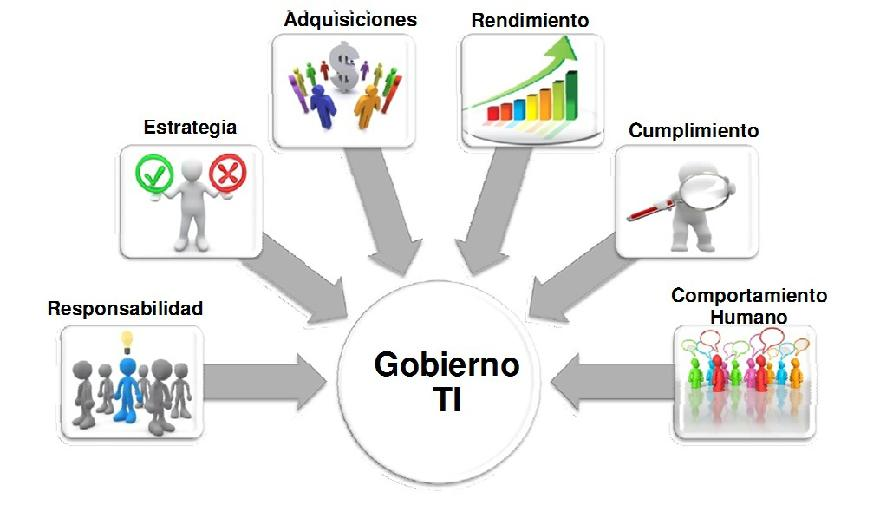 Adquisiciones
Rendimiento
Estrategia
Cumplimiento
Responsabilidad
Comportamiento
Humano
Gobierno
TI